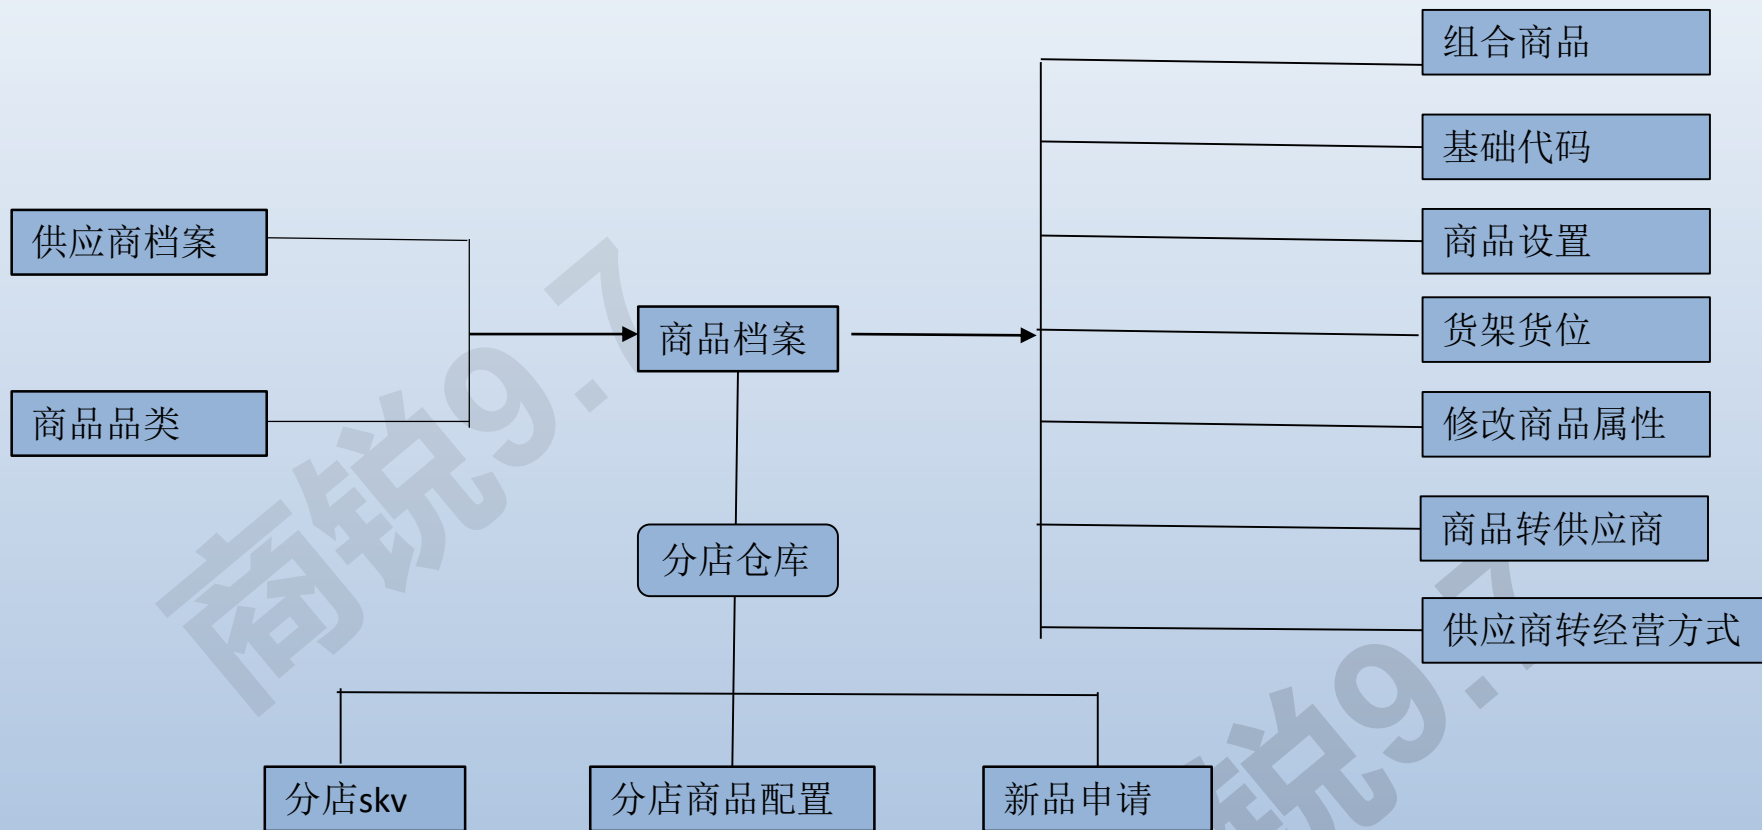 组合商品
基础代码
供应商档案
商品设置
商品档案
货架货位
商品品类
修改商品属性
分店仓库
商品转供应商
供应商转经营方式
分店skv
分店商品配置
新品申请
商锐9.7
锐9.7